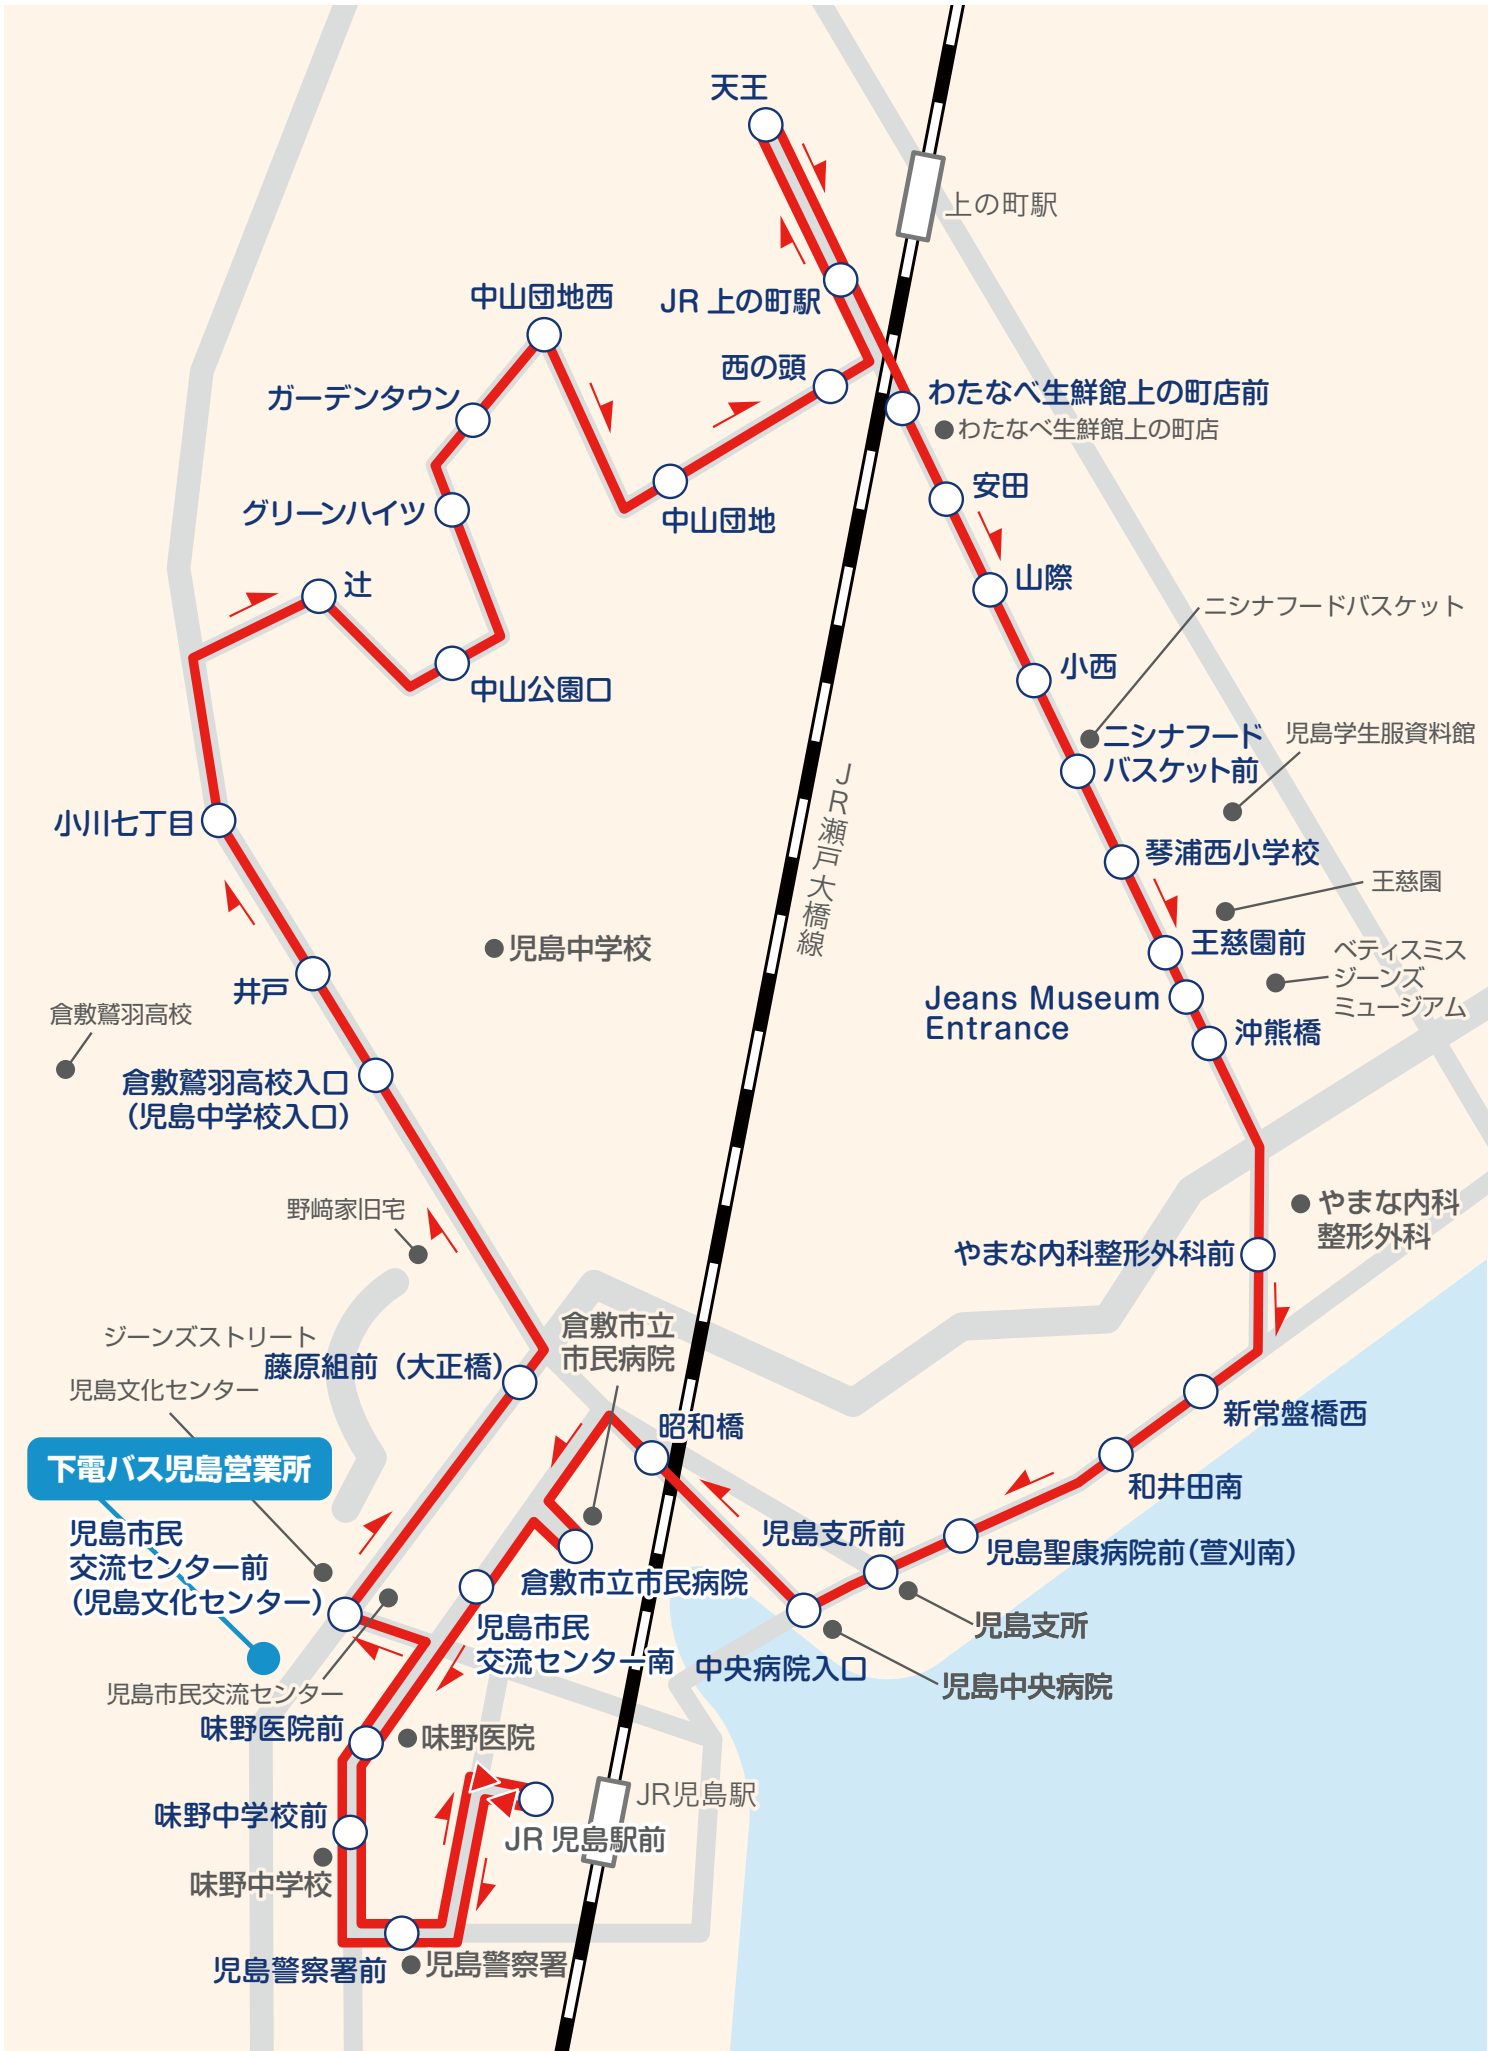 天王
上の町駅
中山団地西
JR 上の町駅
西の頭
ガーデンタウン
わたなべ生鮮館上の町店前
わたなべ生鮮館上の町店
グリーンハイツ
中山団地
安田
辻
山際
ニシナフードバスケット
中山公園口
小西
ニシナフード
バスケット前
児島学生服資料館
JR瀬戸大橋線
小川七丁目
琴浦西小学校
王慈園
児島中学校
王慈園前
ベティスミス
ジーンズ
ミュージアム
井戸
Jeans Museum
Entrance
沖熊橋
倉敷鷲羽高校
倉敷鷲羽高校入口
(児島中学校入口)
野﨑家旧宅
やまな内科
整形外科
やまな内科整形外科前
ジーンズストリート
倉敷市立
市民病院
藤原組前（大正橋）
児島文化センター
昭和橋
新常盤橋西
下電バス児島営業所
和井田南
児島市民
交流センター前
(児島文化センター)
児島支所前
児島聖康病院前(萱刈南)
倉敷市立市民病院
児島市民
交流センター南
児島支所
中央病院入口
児島中央病院
児島市民交流センター
味野医院前
味野医院
JR児島駅
味野中学校前
JR 児島駅前
味野中学校
児島警察署前
児島警察署